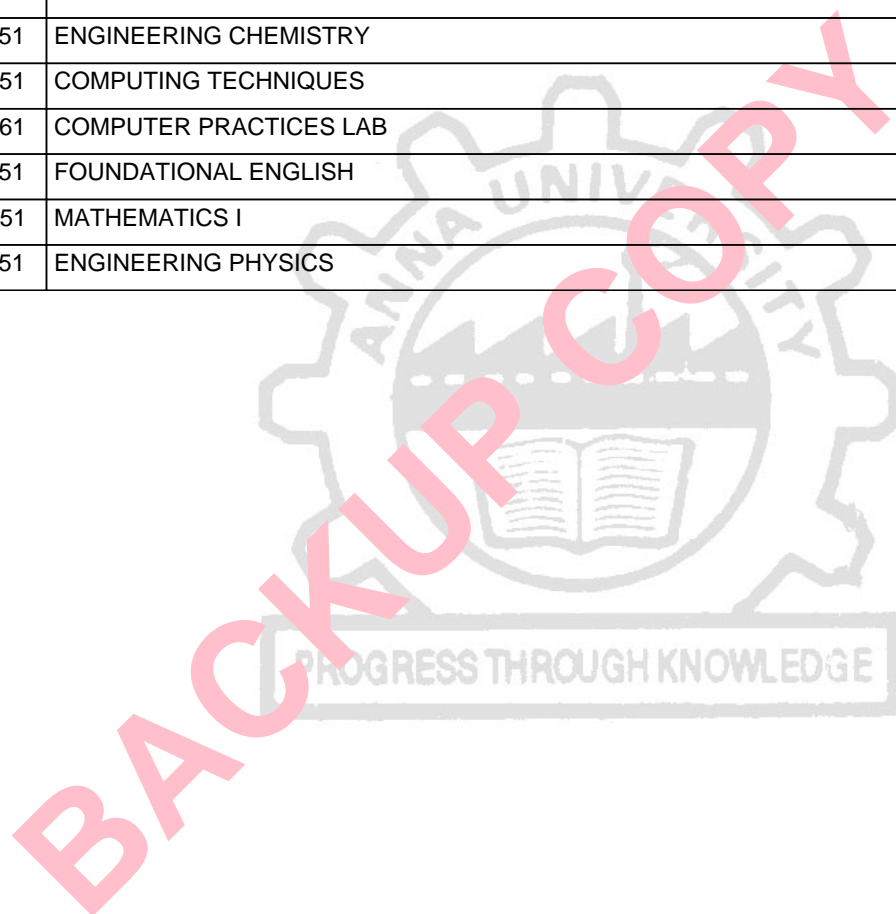 51 ENGINEERING CHEMISTRY
51 COMPUTING TECHNIQUES
61 COMPUTER PRACTICES LAB
51 FOUNDATIONAL ENGLISH
51 MATHEMATICS I
51 ENGINEERING PHYSICS
ANNA UNIVERSITY
PROGRESS THROUGH KNOWLEDGE
BACKUP COPY